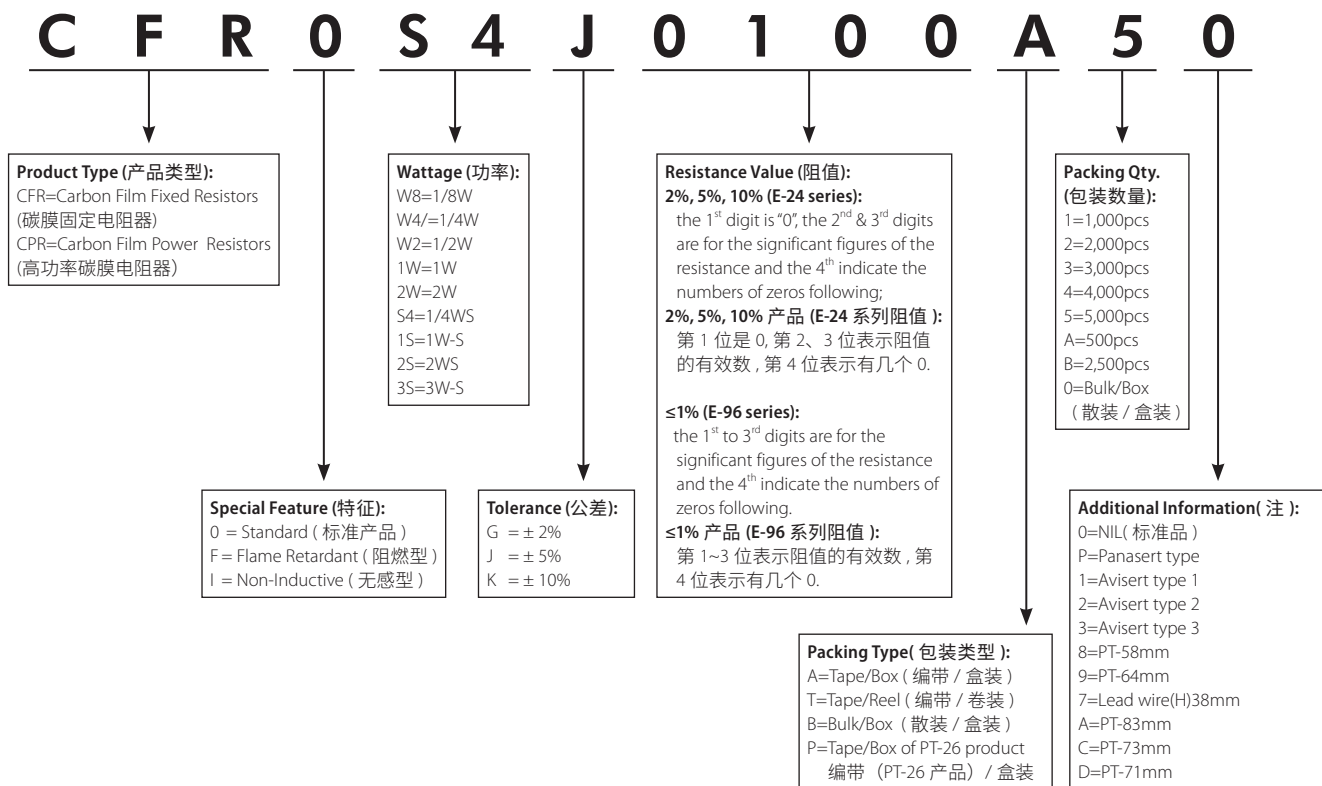 C F R 0 S 4 J 0 1 0 0 A 5 0
Product Type (产品类型):
CFR=Carbon Film Fixed Resistors
(碳膜固定电阻器)
CPR=Carbon Film Power Resistors
(高功率碳膜电阻器）
Wattage (功率):
W8=1/8W
W4/=1/4W
W2=1/2W
1W=1W
2W=2W
S4=1/4WS
1S=1W-S
2S=2WS
3S=3W-S
Resistance Value (阻值):
2%, 5%, 10% (E-24 series):
the 1st digit is “0”, the 2nd & 3rd digits
are for the significant figures of the
resistance and the 4th indicate the
numbers of zeros following;
2%, 5%, 10% 产品 (E-24 系列阻值 ):
第 1 位是 0, 第 2、3 位表示阻值
的有效数 , 第 4 位表示有几个 0.
≤1% (E-96 series):
the 1st to 3rd digits are for the
significant figures of the resistance
and the 4th indicate the numbers of
zeros following.
≤1% 产品 (E-96 系列阻值 ):
第 1~3 位表示阻值的有效数 , 第
4 位表示有几个 0.
Packing Qty.
(包装数量):
1=1,000pcs
2=2,000pcs
3=3,000pcs
4=4,000pcs
5=5,000pcs
A=500pcs
B=2,500pcs
0=Bulk/Box
（ 散装 / 盒装 ）
Special Feature (特征):
0 = Standard ( 标准产品 )
F = Flame Retardant ( 阻燃型 )
I = Non-Inductive ( 无感型 )
Tolerance (公差):
G = ± 2%
J = ± 5%
K = ± 10%
Packing Type( 包装类型 ):
A=Tape/Box ( 编带 / 盒装 )
T=Tape/Reel ( 编带 / 卷装 )
B=Bulk/Box （ 散装 / 盒装 )
P=Tape/Box of PT-26 product
编带（PT-26 产品）/ 盒装
Additional Information( 注 ):
0=NIL( 标准品 )
P=Panasert type
1=Avisert type 1
2=Avisert type 2
3=Avisert type 3
8=PT-58mm
9=PT-64mm
7=Lead wire(H)38mm
A=PT-83mm
C=PT-73mm
D=PT-71mm